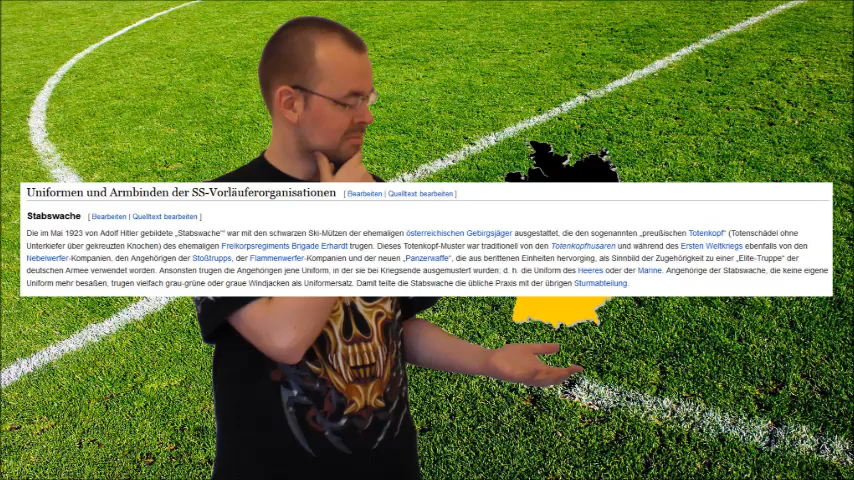 Uniformen und Armbinden der SS-Vorläuferorganisationen [ Bearbeiten | Quelltext bearbeiten ]
Stabswache [ Bearbeiten | Quelltext bearbeiten ]
Die im Mai 1923 von Adolf Hitler gebildete „Stabswache“ war mit den schwarzen Ski-Mützen der ehemaligen österreichischen Gebirgsjäger ausgestattet, die den sogenannten „preußischen Totenkopf“ (Totenschädel ohne
Unterkiefer über gekreuzten Knochen) des ehemaligen Freikorpsregiments Brigade Erhardt trugen. Dieses Totenkopf-Muster war traditionell von den Totenkopfhusaren und während des Ersten Weltkriegs ebenfalls von den
Nebelwerfer-Kompanien, den Angehörigen der Stoßtrupps, der Flammenwerfer-Kompanien und der neuen „Panzerwaffe“, die aus berittenen Einheiten hervorging, als Sinnbild der Zugehörigkeit zu einer „Elite-Truppe“ der
deutschen Armee verwendet worden. Ansonsten trugen die Angehörigen jene Uniform, in der sie bei Kriegsende ausgemustert wurden; d. h. die Uniform des Heeres oder der Marine. Angehörige der Stabswache, die keine eigene
Uniform mehr besaßen, trugen vielfach grau-grüne oder graue Windjacken als Uniformersatz. Damit teilte die Stabswache die übliche Praxis mit der übrigen Sturmabteilung.